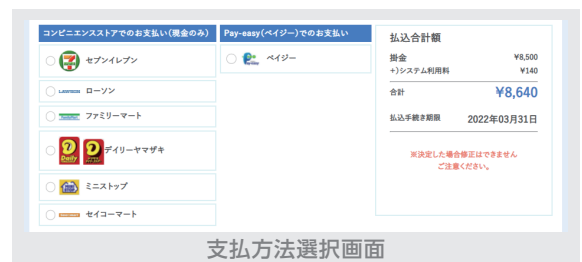 コンビニエンスストアでのお支払い(現金のみ)
セブンイレブン
LAWSON ローソン
FamilyMart ファミリーマート
Daily デイリーヤマザキ
ミニストップ
セイコーマート
Pay-easy(ペイジー)でのお支払い
ペイジー
払込合計額
掛金 ¥8,500
+)システム利用料 ¥140
合計 ¥8,640
払込手続き期限 2022年03月31日
※決定した場合修正はできません
ご注意ください。
支払方法選択画面